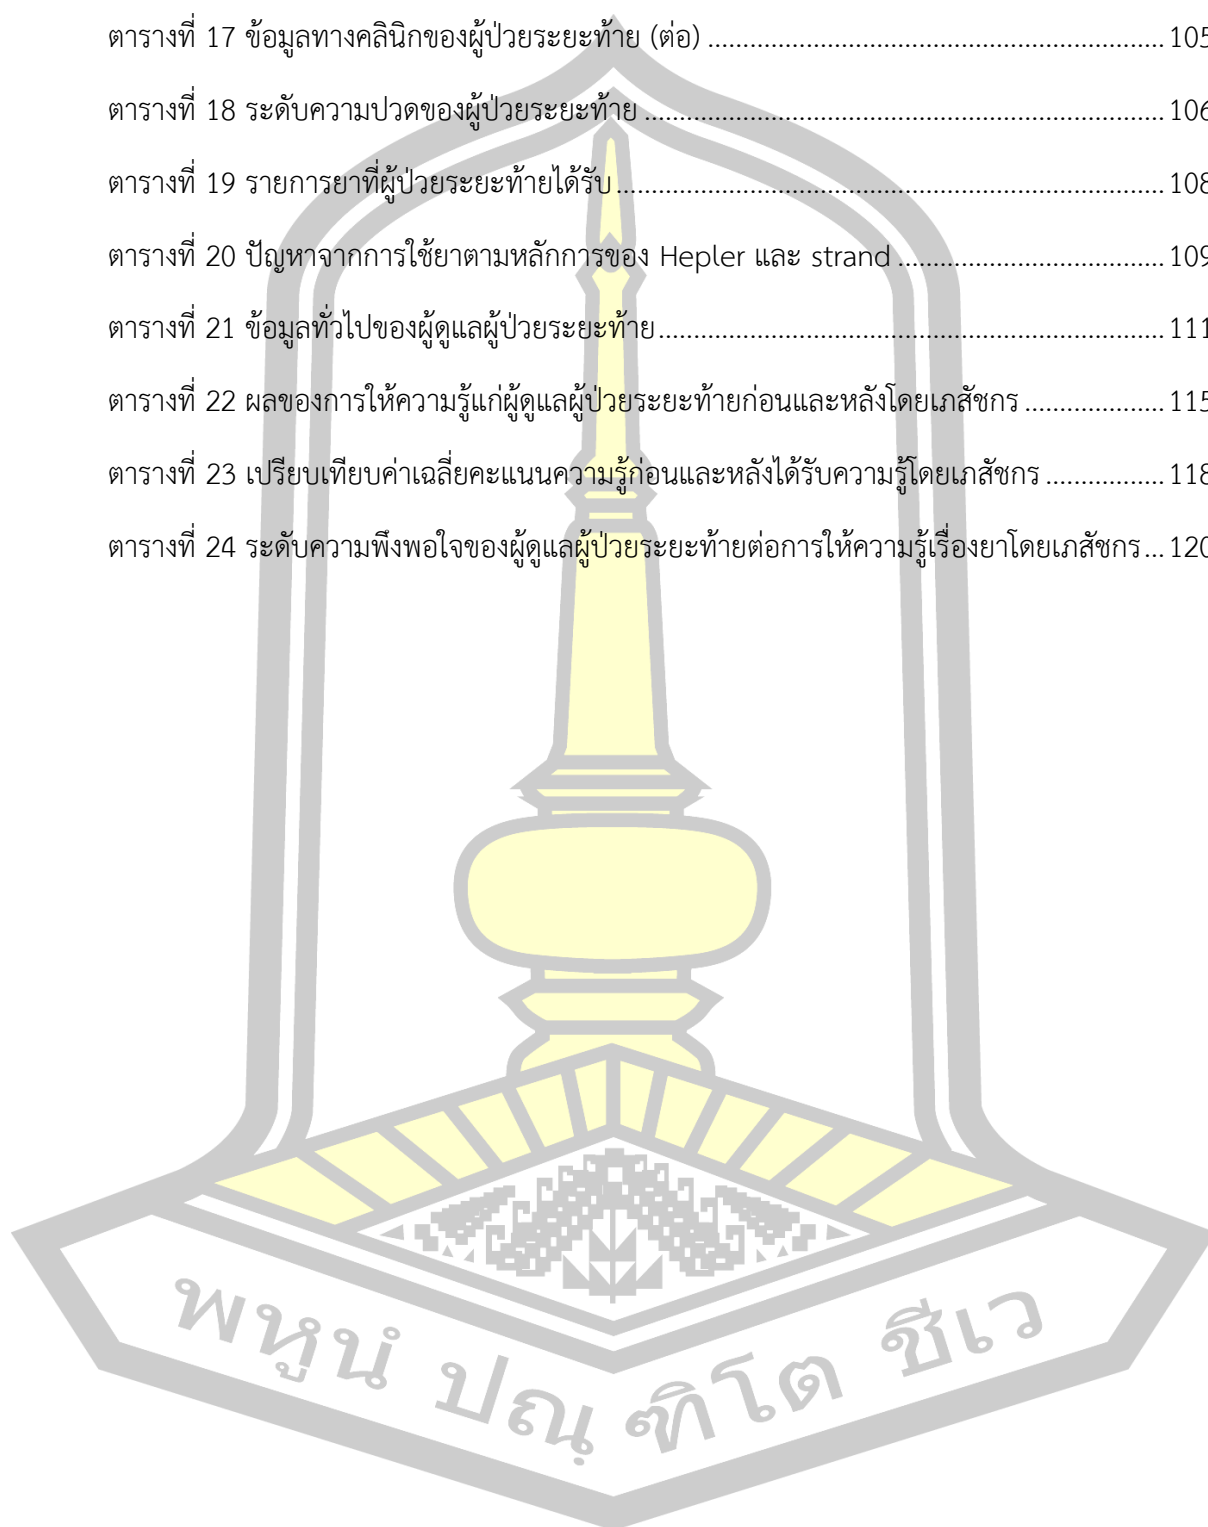 ตารางที่ 17 ข้อมูลทางคลินิกของผู้ป่วยระยะท้าย (ต่อ) ........................................................................ 105
ตารางที่ 18 ระดับความปวดของผู้ป่วยระยะท้าย .................................................................................. 106
ตารางที่ 19 รายการยาที่ผู้ป่วยระยะท้ายได้รับ ...................................................................................... 108
ตารางที่ 20 ปัญหาจากการใช้ยาตามหลักการของ Hepler และ strand .......................................... 109
ตารางที่ 21 ข้อมูลทั่วไปของผู้ดูแลผู้ป่วยระยะท้าย ................................................................................ 111
ตารางที่ 22 ผลของการให้ความรู้แก่ผู้ดูแลผู้ป่วยระยะท้ายก่อนและหลังโดยเภสัชกร ..................... 115
ตารางที่ 23 เปรียบเทียบค่าเฉลี่ยคะแนนความรู้ก่อนและหลังได้รับความรู้โดยเภสัชกร ................... 118
ตารางที่ 24 ระดับความพึงพอใจของผู้ดูแลผู้ป่วยระยะท้ายต่อการให้ความรู้เรื่องยาโดยเภสัชกร ... 120
พหูนํ ปณฺฑิโต ชีเว